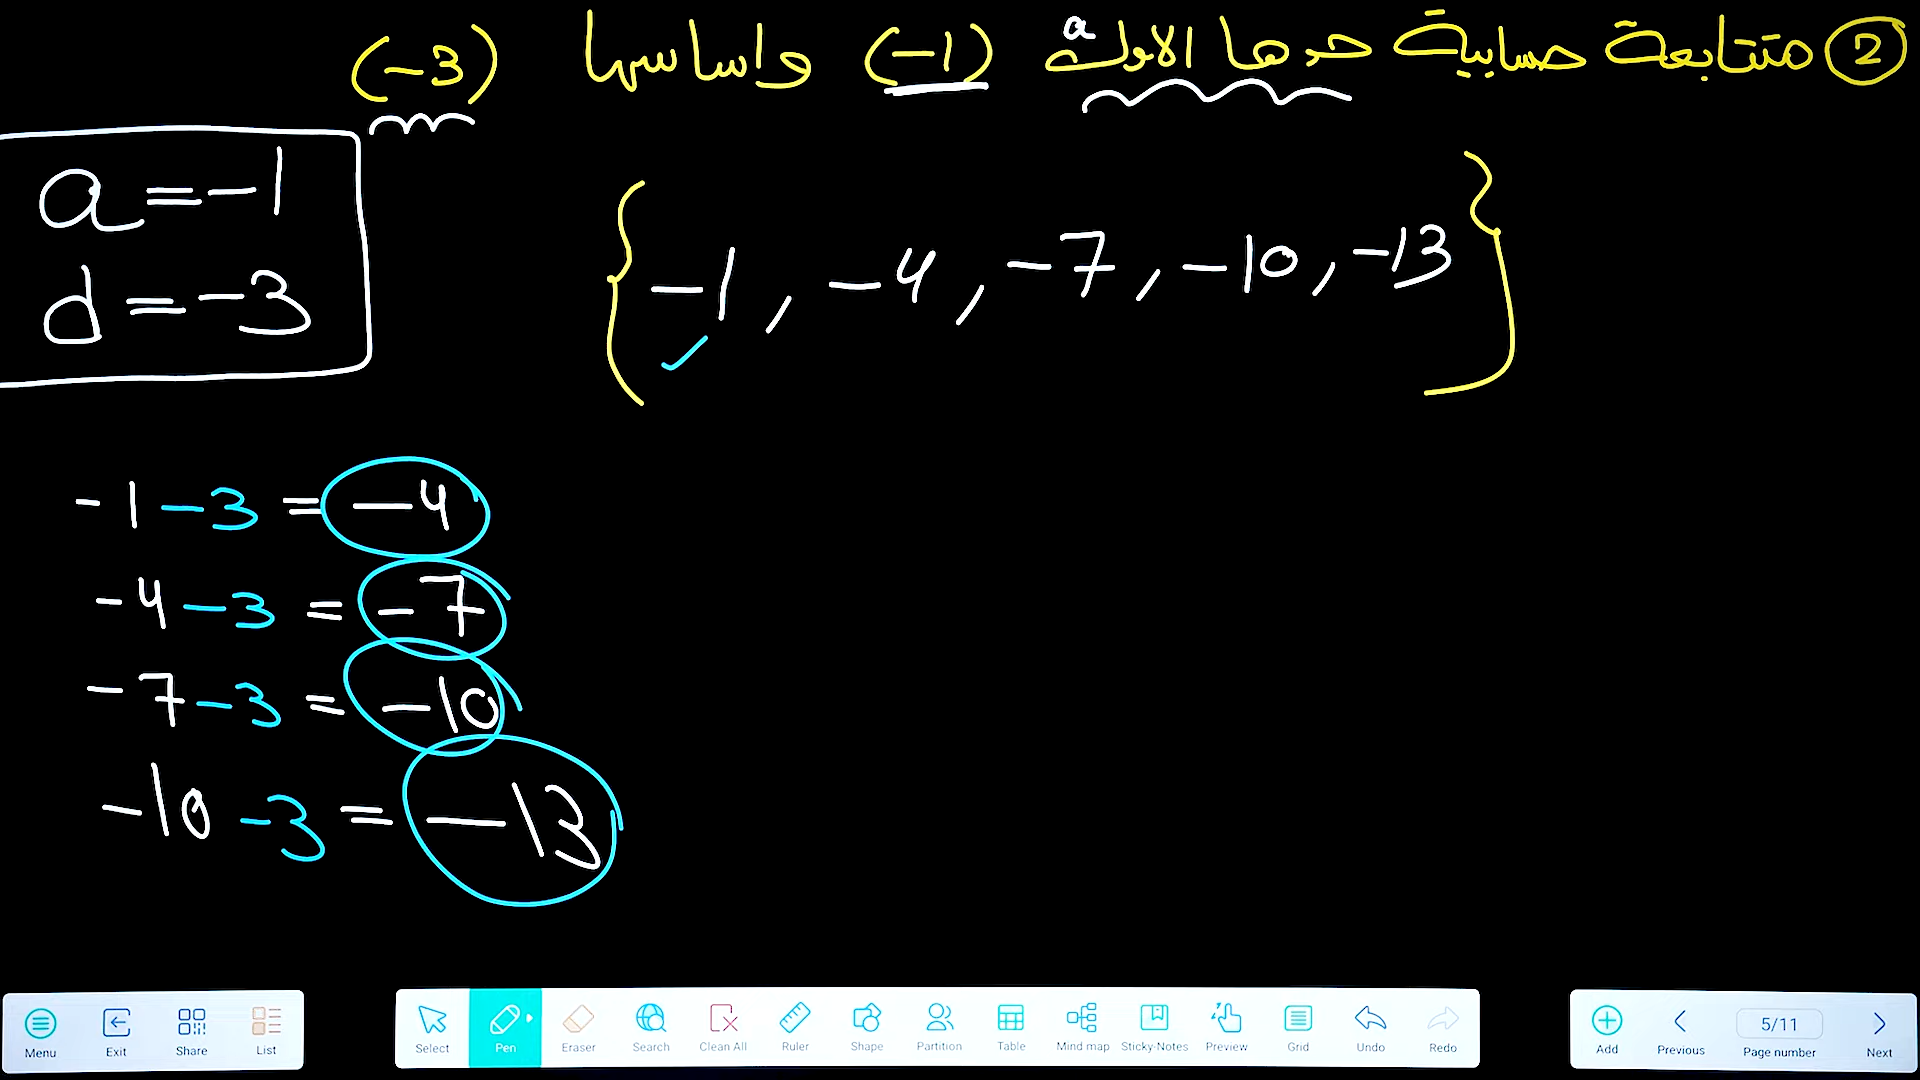 ② متتابعة حسابية حدها الاول (-1) واساسها (-3)
a
a = -1
d = -3
{ -1 , -4 , -7 , -10 , -13 }
-1 -3 = -4
-4 -3 = -7
-7 -3 = -10
-10 -3 = -13
Menu Exit Share List Select Pen Eraser Search Clean All Ruler Shape Partition Table Mind map Sticky-Notes Preview Grid Undo Redo Add Previous 5/11 Page number Next